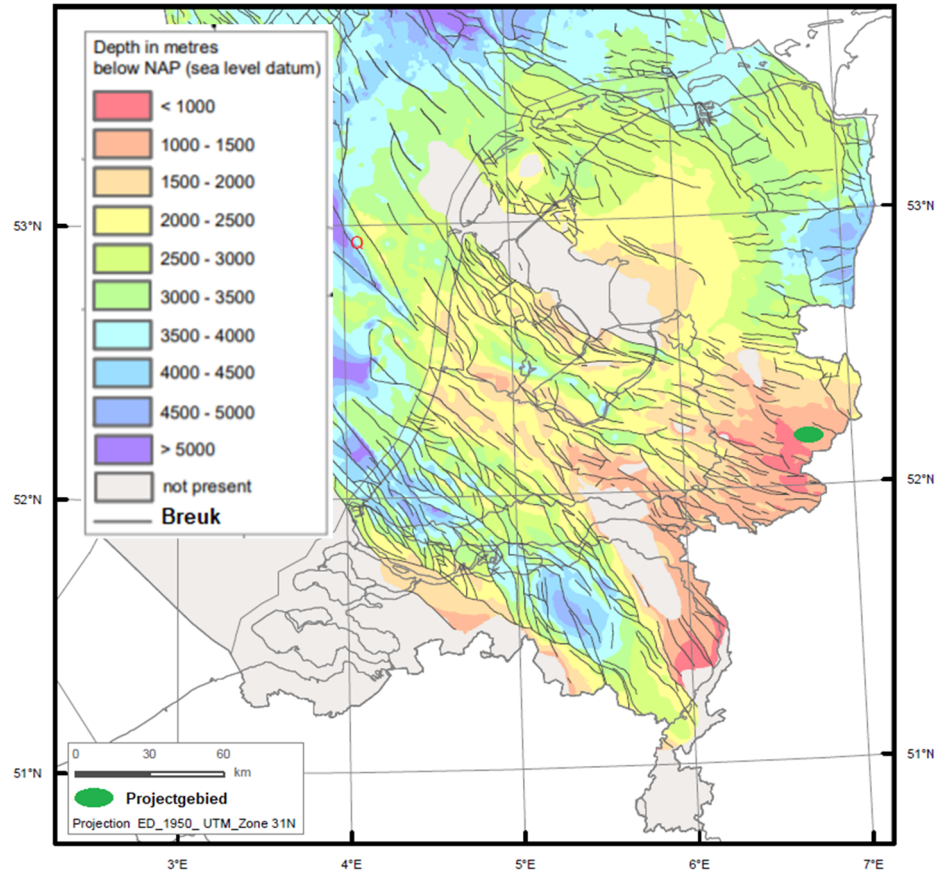 Depth in metres
below NAP (sea level datum)
< 1000
1000 - 1500
1500 - 2000
2000 - 2500
2500 - 3000
3000 - 3500
3500 - 4000
4000 - 4500
4500 - 5000
> 5000
not present
Breuk
53°N
53°N
Q
52°N
52°N
51°N
51°N
0 30 60
km
Projectgebied
Projection ED_1950_ UTM_Zone 31N
3°E 4°E 5°E 6°E 7°E